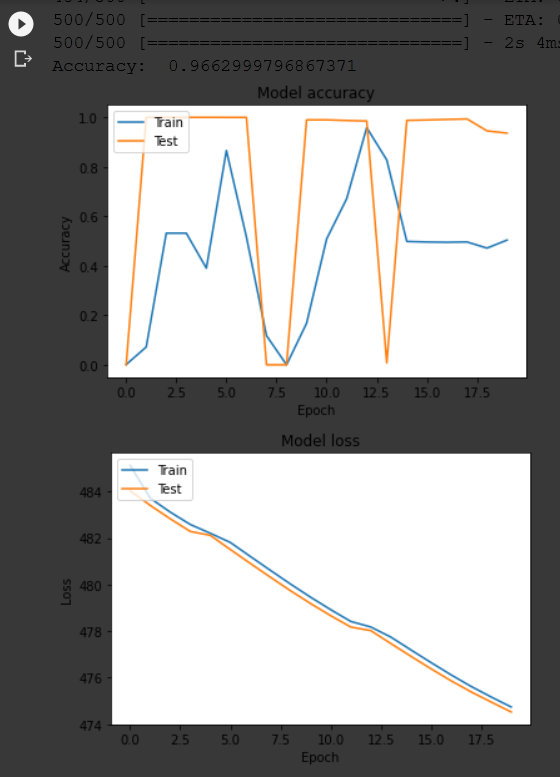 500/500 [==============================] - ETA:
500/500 [==============================] - 2s 4ms
Accuracy:  0.9662999796867371
Model accuracy
1.0
0.8
0.6
0.4
0.2
0.0
Accuracy
Train
Test
0.0 2.5 5.0 7.5 10.0 12.5 15.0 17.5
Epoch
Model loss
484
482
480
478
476
474
Loss
Train
Test
0.0 2.5 5.0 7.5 10.0 12.5 15.0 17.5
Epoch